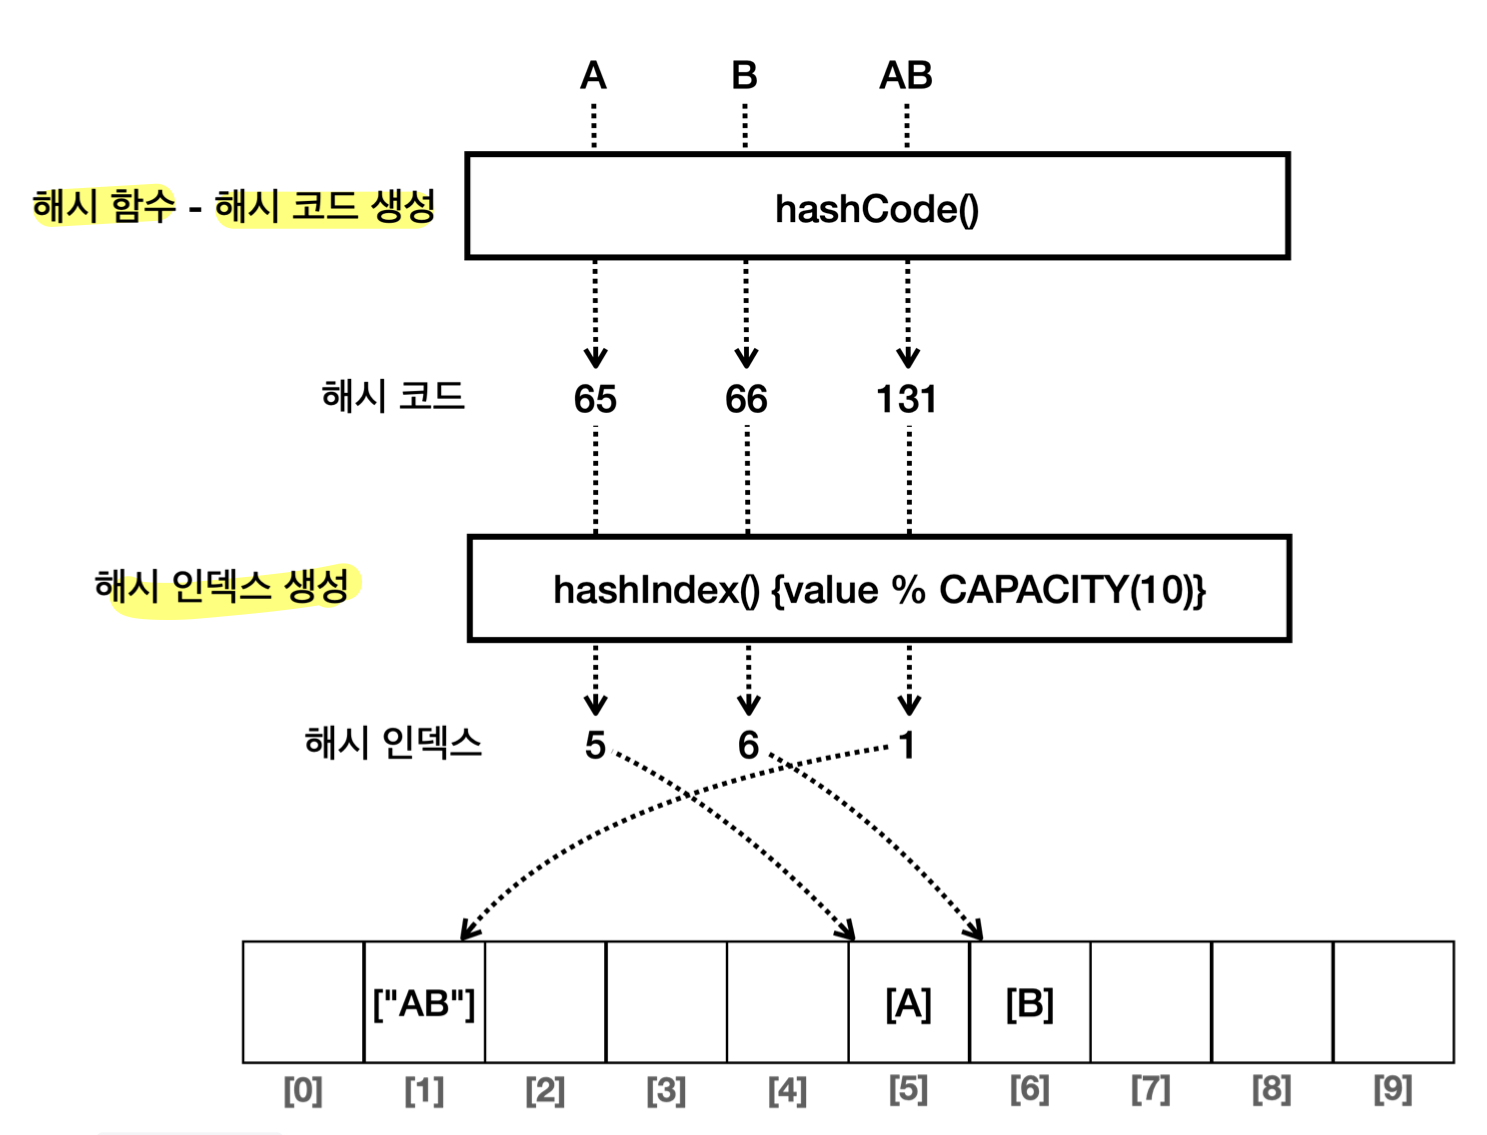 A B AB
해시 함수 - 해시 코드 생성 hashCode()
해시 코드 65 66 131
해시 인덱스 생성 hashIndex() {value % CAPACITY(10)}
해시 인덱스 5 6 1
["AB"] [A] [B]
[0] [1] [2] [3] [4] [5] [6] [7] [8] [9]